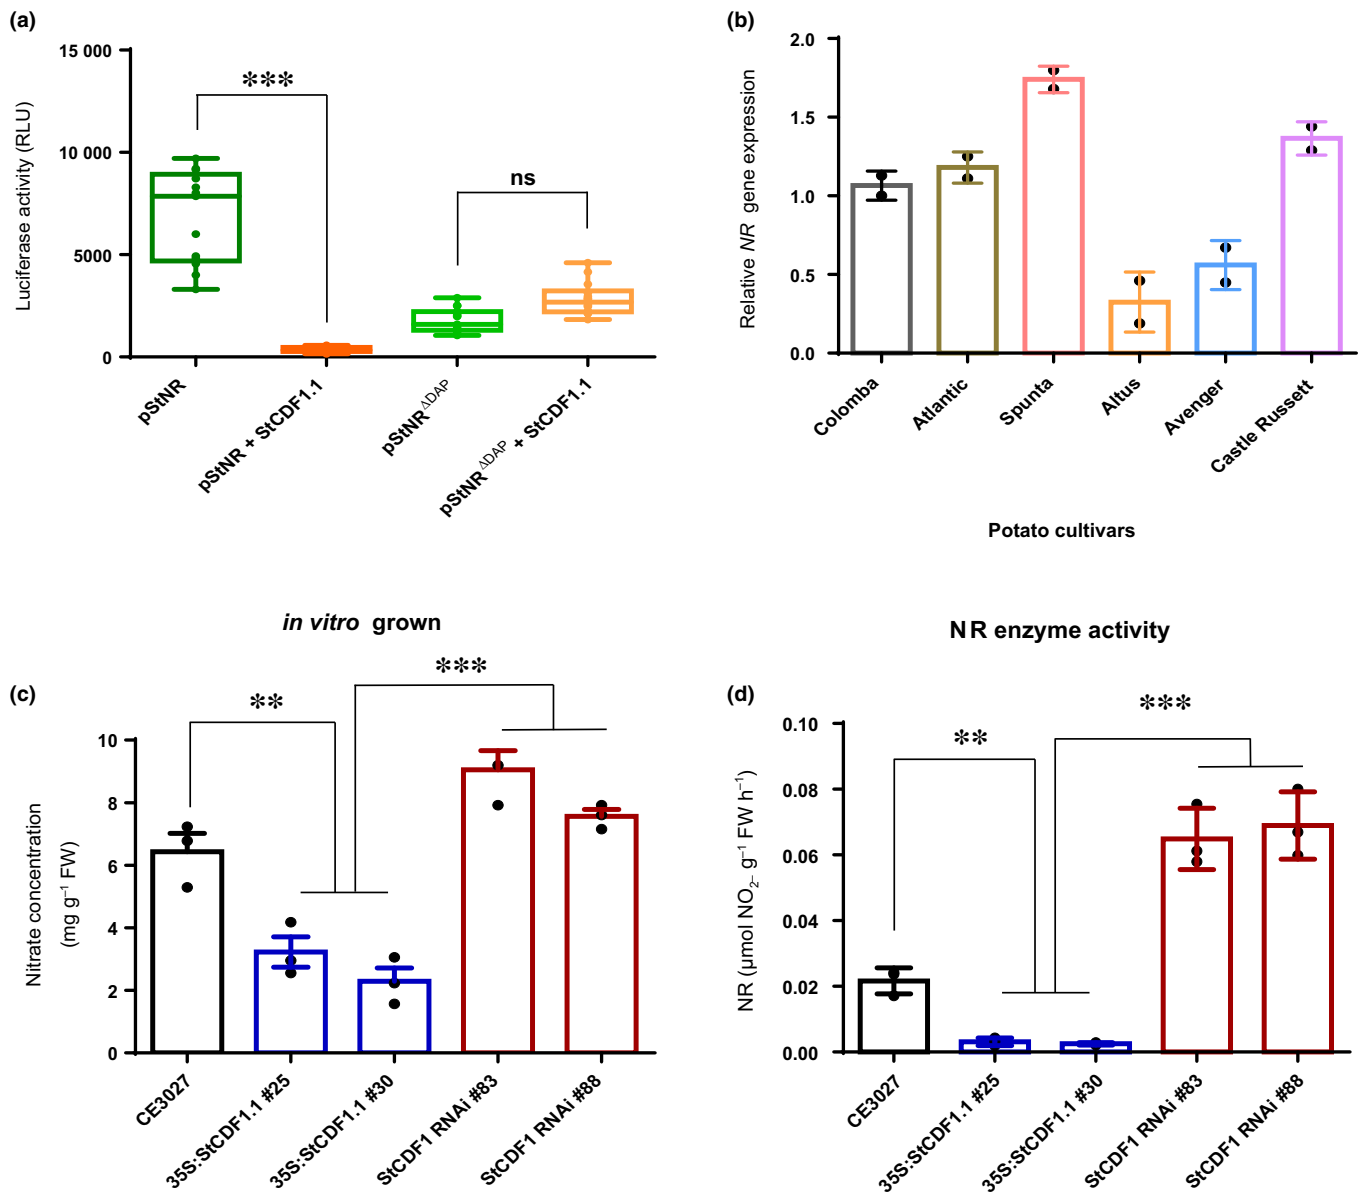 (a)
15 000
10 000
5000
0
Luciferase activity (RLU)
***
ns
pStNR
pStNR + StCDF1.1
pStNR^ΔDAP
pStNR^ΔDAP + StCDF1.1
(b)
2.0
1.5
1.0
0.5
0.0
Relative NR gene expression
Colomba
Atlantic
Spunta
Altus
Avenger
Castle Russett
Potato cultivars
in vitro grown
(c)
10
8
6
4
2
0
Nitrate concentration
(mg g⁻¹ FW)
**
***
CE3027
35S:StCDF1.1 #25
35S:StCDF1.1 #30
StCDF1 RNAi #83
StCDF1 RNAi #88
NR enzyme activity
(d)
0.10
0.08
0.06
0.04
0.02
0.00
NR (µmol NO₂₋ g⁻¹ FW h⁻¹)
**
***
CE3027
35S:StCDF1.1 #25
35S:StCDF1.1 #30
StCDF1 RNAi #83
StCDF1 RNAi #88